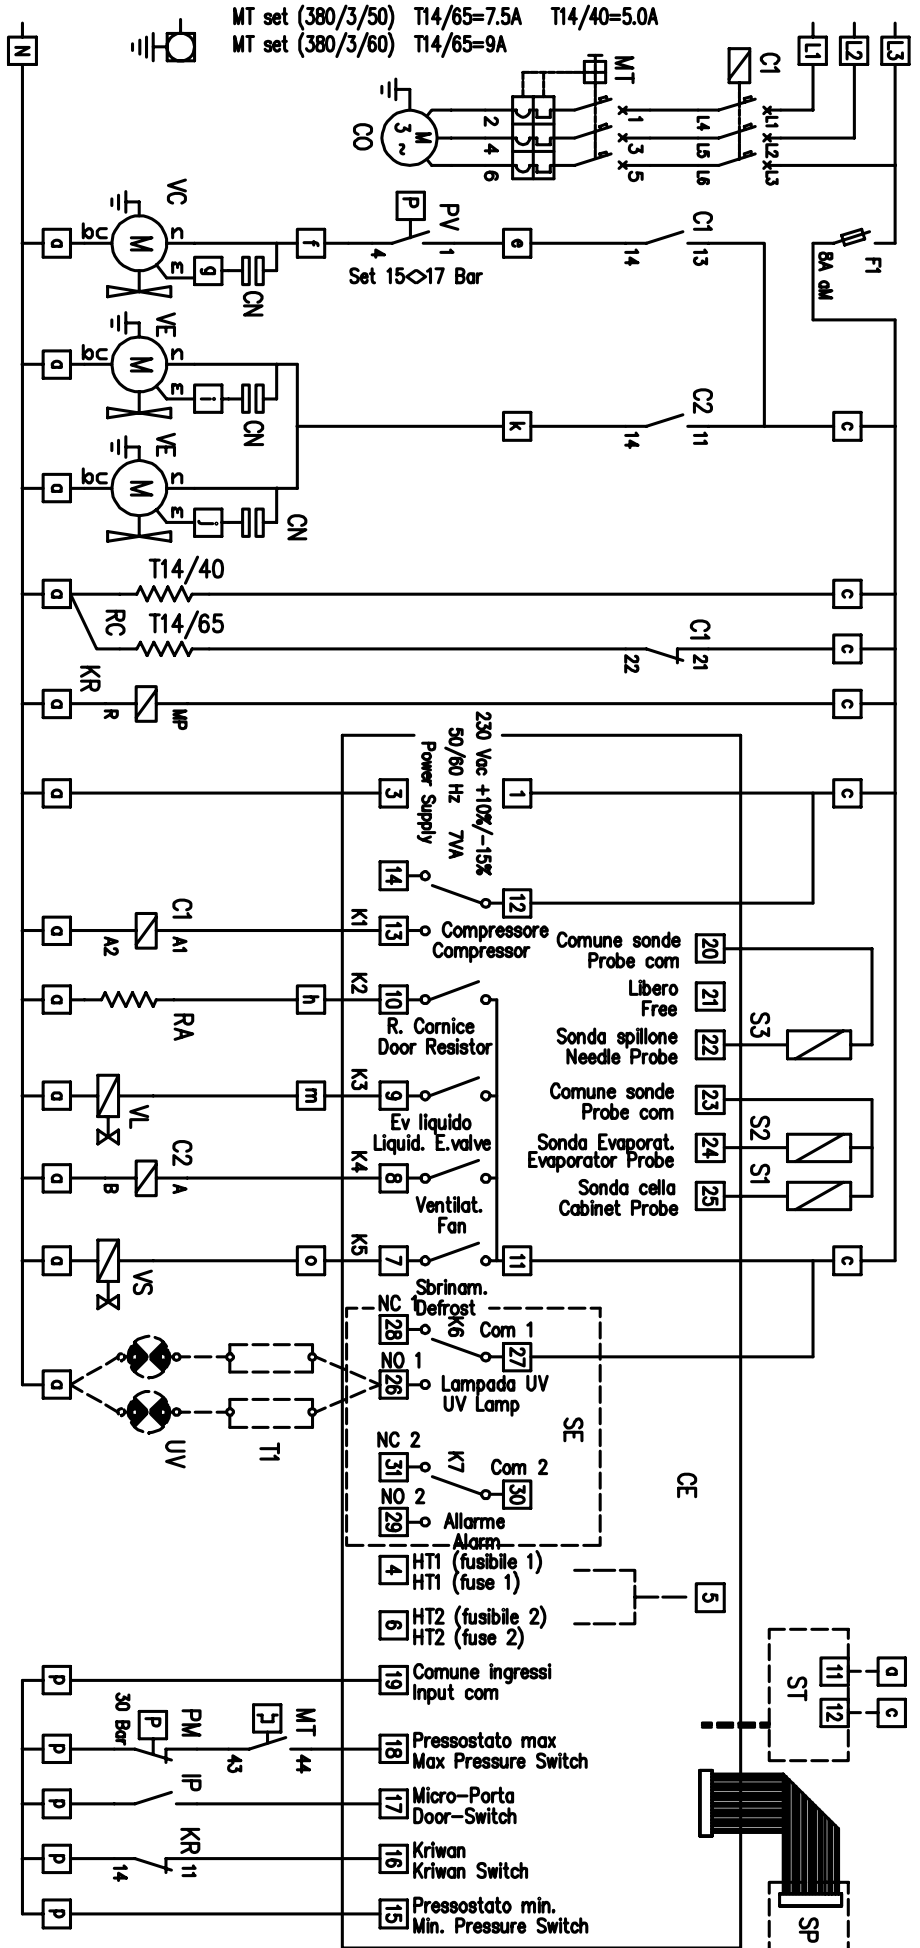 MT set (380/3/50) T14/65=7.5A T14/40=5.0A
MT set (380/3/60) T14/65=9A
N
L1
L2
L3
C1
MT
L1
L2
L3
L4
L5
L6
1
3
5
2
4
6
M
3 ~
CO
F1
8A aM
VC
a
bc
M
n
m
g
CN
f
P
PV
4
1
Set 15<>17 Bar
e
C1
14
13
VE
a
bc
M
n
m
i
CN
k
C2
14
11
c
VE
a
bc
M
n
m
j
CN
T14/40
a
c
RC
T14/65
C1
22
21
c
KR
a
R
MP
c
230 Vac +10%/-15%
50/60 Hz 7VA
Power Supply
a
3
1
c
14
12
C1
a
A2
A1
K1
13
Compressore
Compressor
a
RA
h
K2
10
R. Cornice
Door Resistor
a
VL
m
K3
9
Ev liquido
Liquid. E.valve
C2
a
B
A
K4
8
Ventilat.
Fan
a
VS
o
K5
7
11
c
Sbrinam.
Defrost
Comune sonde
Probe com
20
Libero
Free
21
Sonda spillone
Needle Probe
22
S3
Comune sonde
Probe com
23
Sonda Evaporat.
Evaporator Probe
24
S2
Sonda cella
Cabinet Probe
25
S1
NC 1
28
K6
Com 1
27
NO 1
26
Lampada UV
UV Lamp
a
UV
T1
SE
NC 2
31
K7
Com 2
30
NO 2
29
Allarme
Alarm
CE
4
HT1 (fusibile 1)
HT1 (fuse 1)
5
6
HT2 (fusibile 2)
HT2 (fuse 2)
ST
11
a
12
c
p
19
Comune ingressi
Input com
p
30 Bar
P
PM
MT
43
44
18
Pressostato max
Max Pressure Switch
p
IP
17
Micro-Porta
Door-Switch
p
KR
14
11
16
Kriwan
Kriwan Switch
p
15
Pressostato min.
Min. Pressure Switch
SP